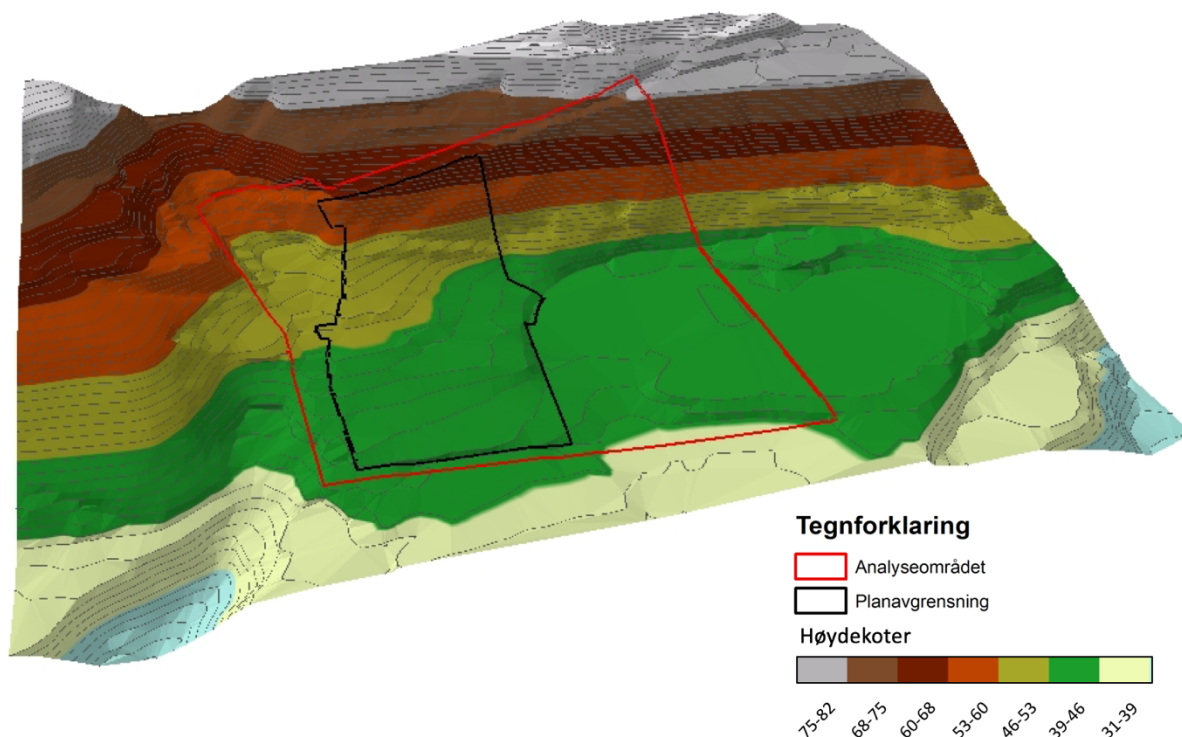 Tegnforklaring
Analyseområdet
Planavgrensning
Høydekoter
75-82
68-75
60-68
53-60
46-53
39-46
31-39